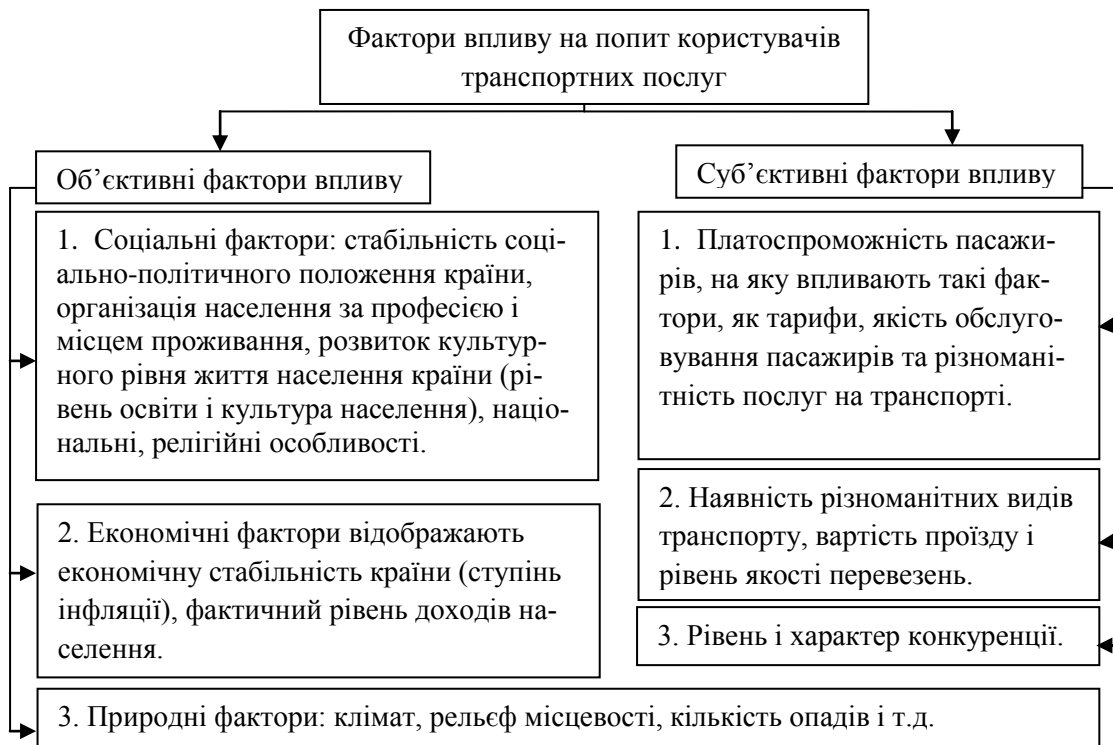 Фактори впливу на попит користувачів
транспортних послуг
Об’єктивні фактори впливу
1. Соціальні фактори: стабільність соці-
ально-політичного положення країни,
організація населення за професією і
місцем проживання, розвиток культур-
ного рівня життя населення країни (рі-
вень освіти і культура населення), націо-
нальні, релігійні особливості.
2. Економічні фактори відображають
економічну стабільність країни (ступінь
інфляції), фактичний рівень доходів на-
селення.
3. Природні фактори: клімат, рельєф місцевості, кількість опадів і т.д.
Суб’єктивні фактори впливу
1. Платоспроможність пасажи-
рів, на яку впливають такі фак-
тори, як тарифи, якість обслуго-
вування пасажирів та різномані-
тність послуг на транспорті.
2. Наявність різноманітних видів
транспорту, вартість проїзду і
рівень якості перевезень.
3. Рівень і характер конкуренції.